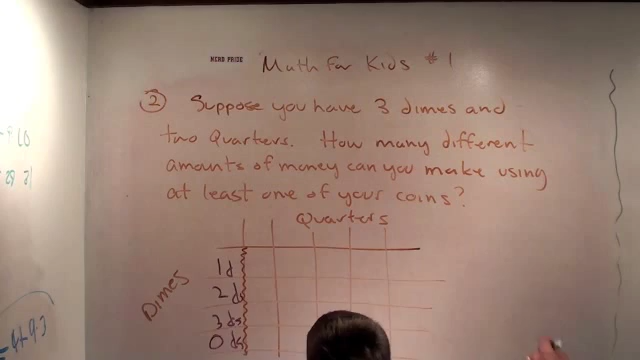 NERD PRIDE
Math For Kids #1
② Suppose you have 3 dimes and
two Quarters. How many different
amounts of money can you make using
at least one of your coins?
Quarters
Dimes
1d
2 ds
3 ds
0 ds